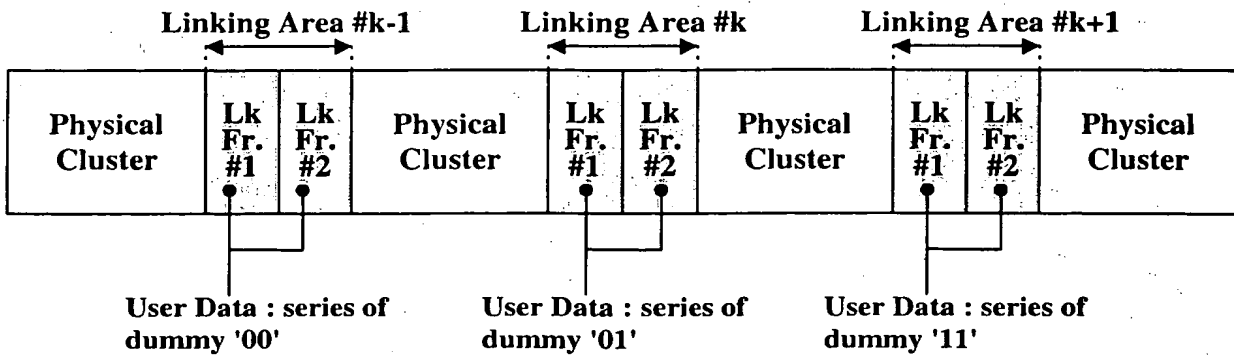 Linking Area #k-1 Linking Area #k Linking Area #k+1
Physical Cluster Lk Fr. #1 Lk Fr. #2 Physical Cluster Lk Fr. #1 Lk Fr. #2 Physical Cluster Lk Fr. #1 Lk Fr. #2 Physical Cluster
User Data : series of dummy '00'
User Data : series of dummy '01'
User Data : series of dummy '11'